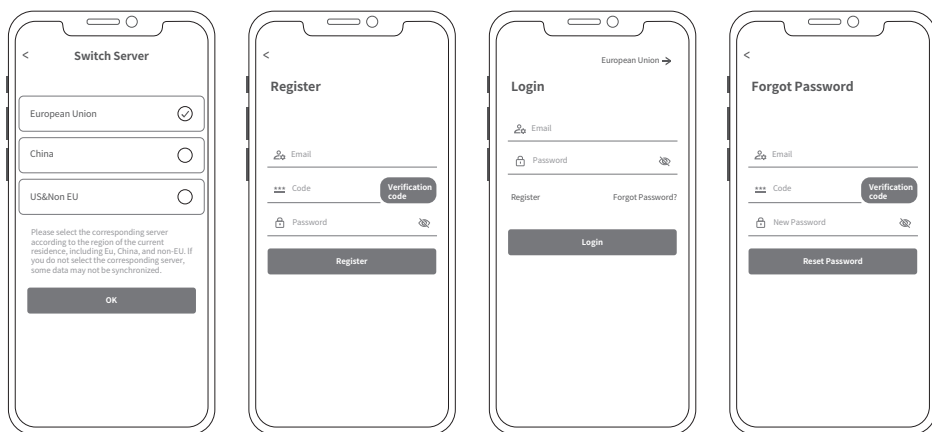 <
Switch Server
European Union
China
US&Non EU
Please select the corresponding server
according to the region of the current
residence, including Eu, China, and non-EU. If
you do not select the corresponding server,
some data may not be synchronized.
OK
<
Register
Email
*** Code
Verification
code
Password
Register
European Union →
Login
Email
Password
Register
Forgot Password?
Login
<
Forgot Password
Email
*** Code
Verification
code
New Password
Reset Password